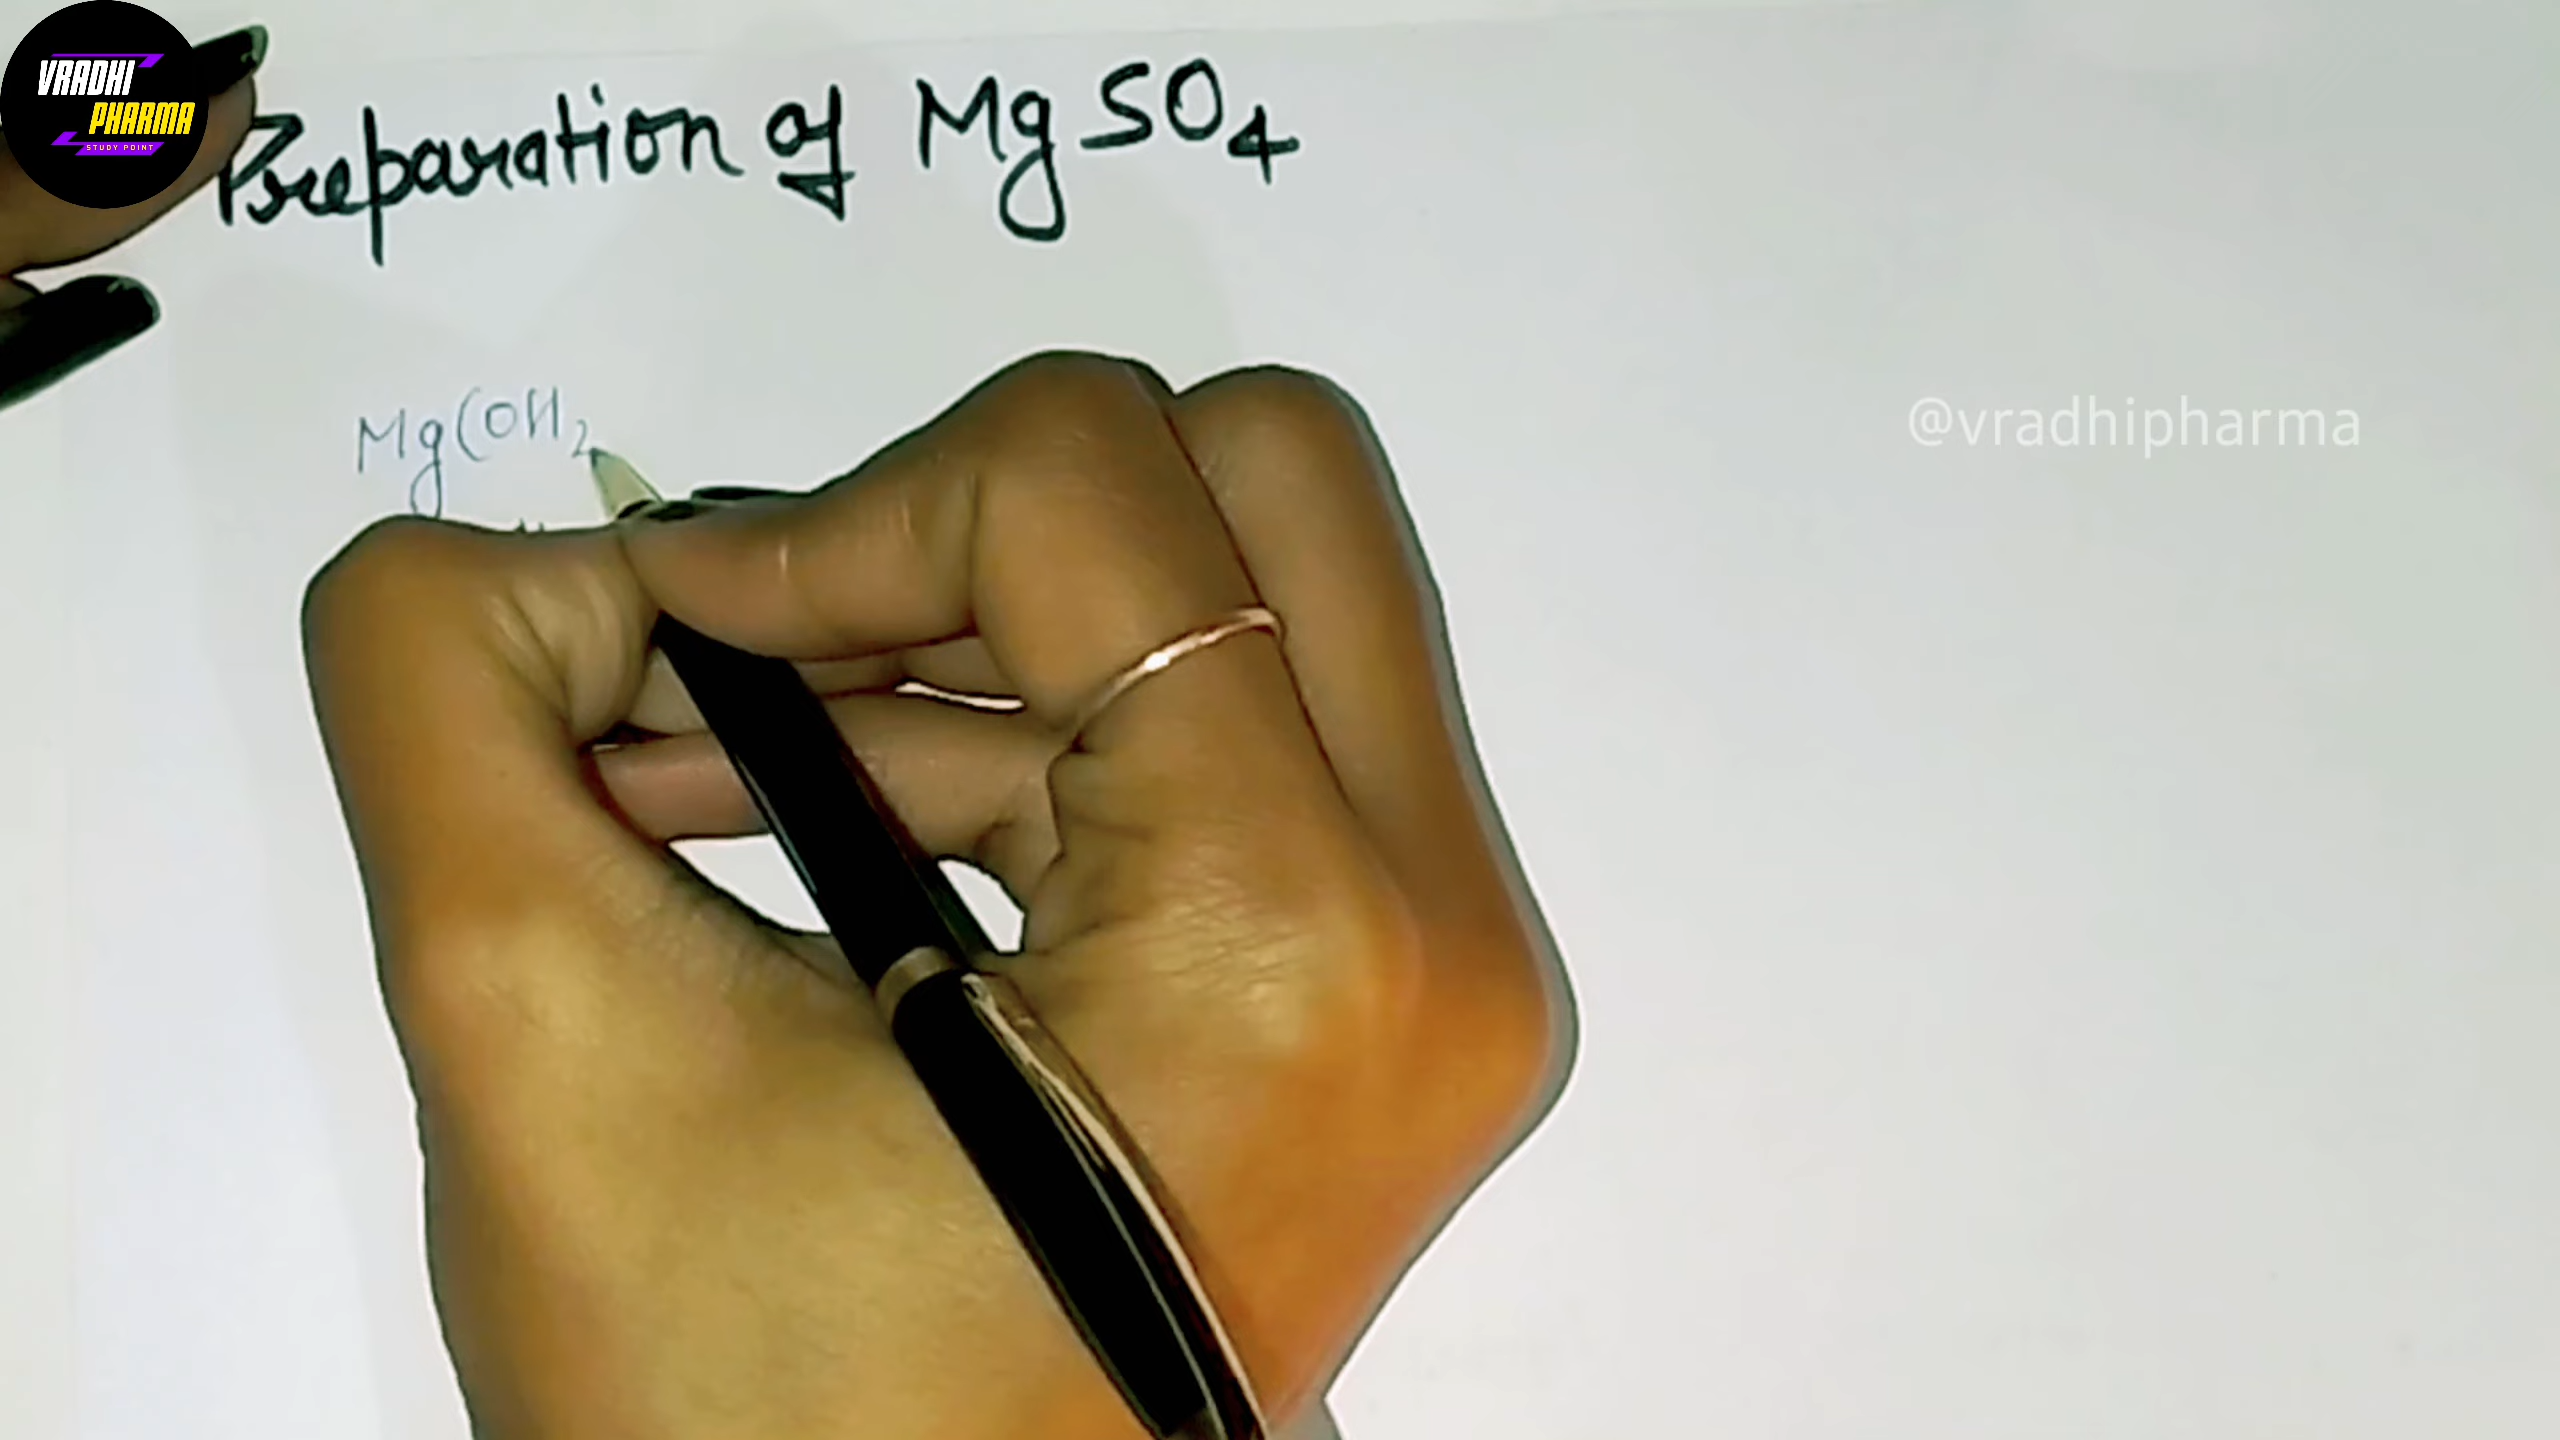 VRADHI
PHARMA
STUDY POINT
Preparation of MgSO4
@vradhipharma
Mg(OH2